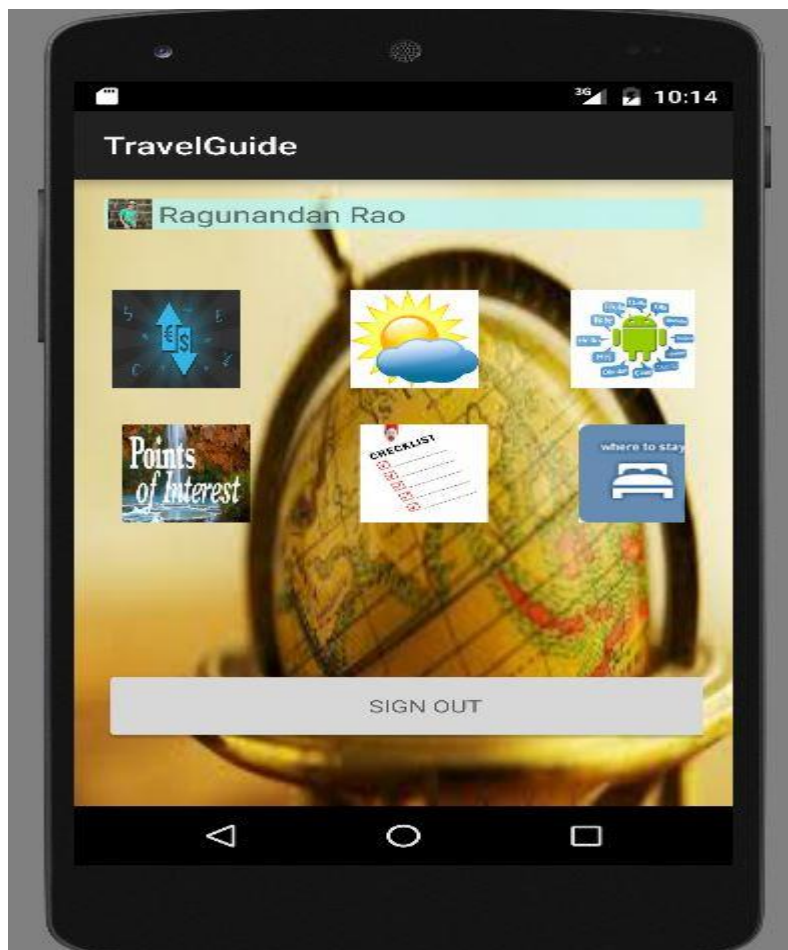 3G 10:14
TravelGuide
Ragunandan Rao
€ $
Points
of Interest
CHECKLIST
where to stay
SIGN OUT